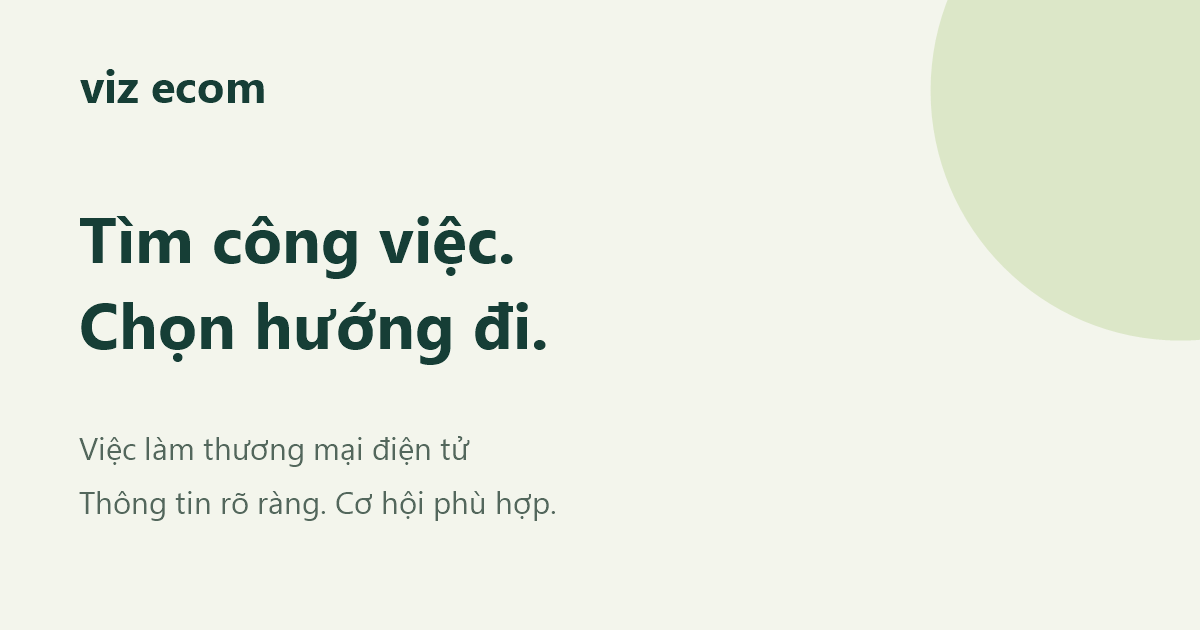 viz ecom
Tìm công việc.
Chọn hướng đi.
Việc làm thương mại điện tử
Thông tin rõ ràng. Cơ hội phù hợp.